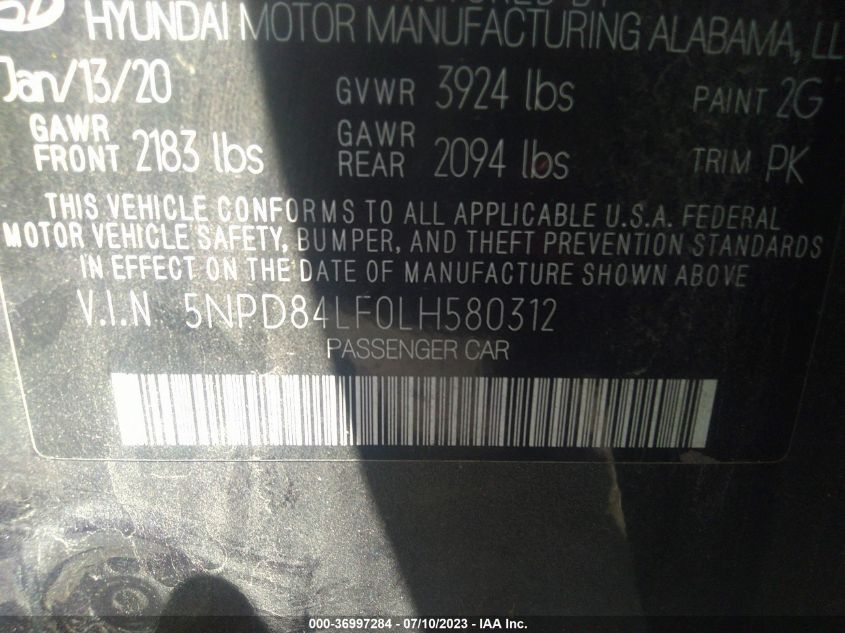 HYUNDAI MOTOR MANUFACTURING ALABAMA, LL
Jan/13/20 GVWR 3924 lbs PAINT 2G
GAWR FRONT 2183 lbs GAWR REAR 2094 lbs TRIM PK
THIS VEHICLE CONFORMS TO ALL APPLICABLE U.S.A. FEDERAL
MOTOR VEHICLE SAFETY, BUMPER, AND THEFT PREVENTION STANDARDS
IN EFFECT ON THE DATE OF MANUFACTURE SHOWN ABOVE
V.I.N 5NPD84LF0LH580312
PASSENGER CAR
000-36997284 - 07/10/2023 - IAA Inc.